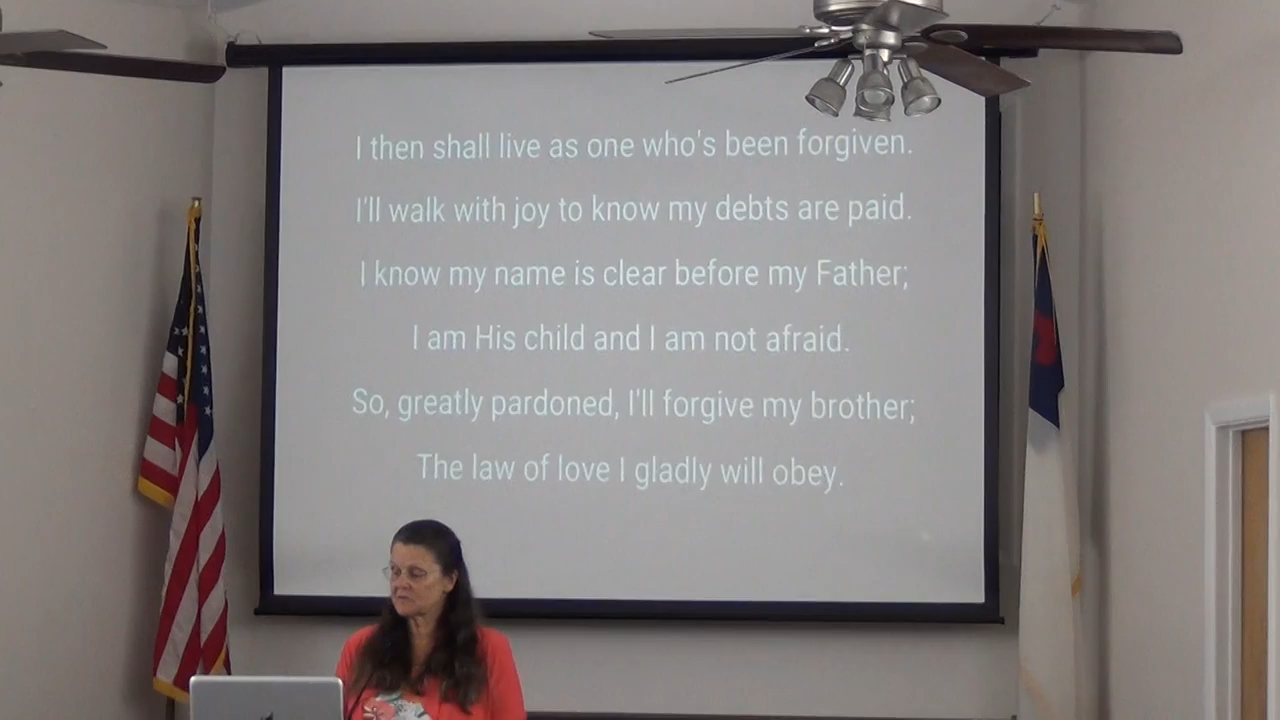 I then shall live as one who's been forgiven.
I'll walk with joy to know my debts are paid.
I know my name is clear before my Father;
I am His child and I am not afraid.
So, greatly pardoned, I'll forgive my brother;
The law of love I gladly will obey.